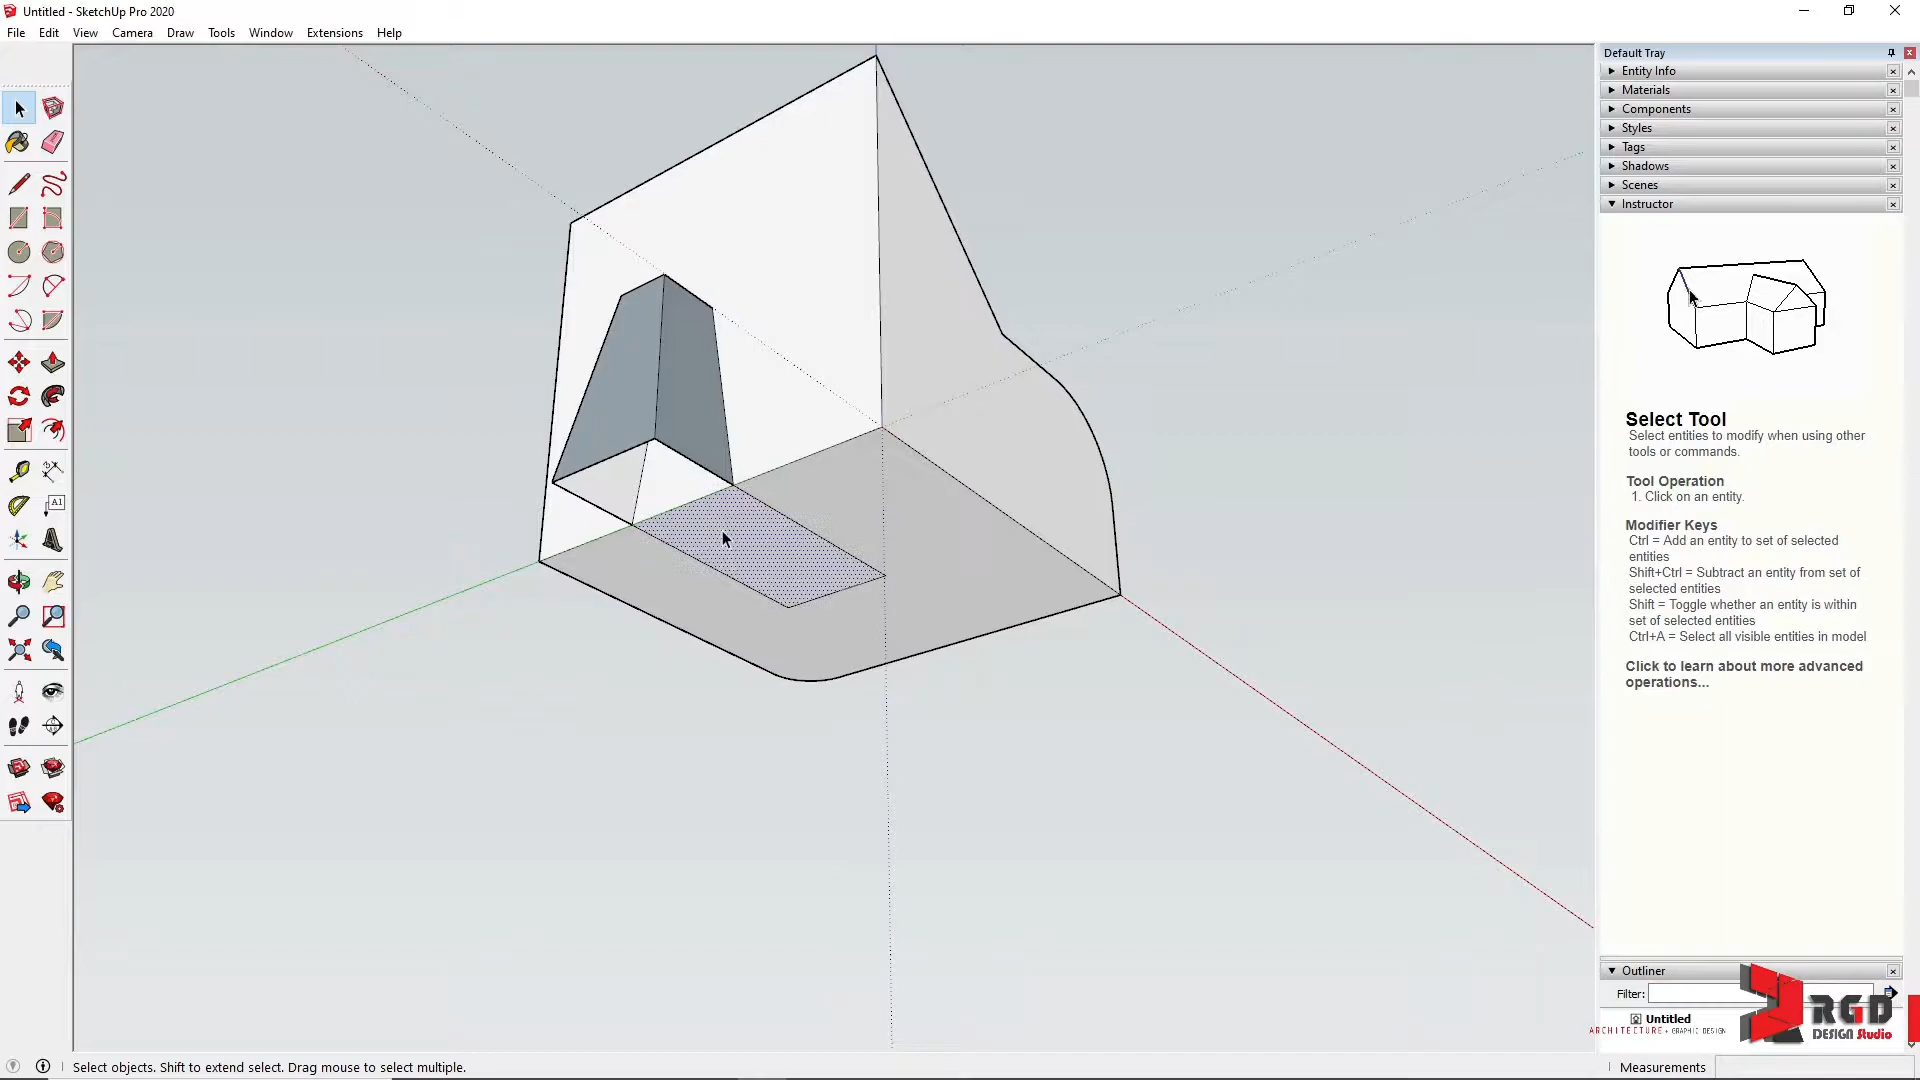 Untitled - SketchUp Pro 2020
File Edit View Camera Draw Tools Window Extensions Help
Default Tray
Entity Info
Materials
Components
Styles
Tags
Shadows
Scenes
Instructor
A1
Select Tool
Select entities to modify when using other
tools or commands.
Tool Operation
1. Click on an entity.
Modifier Keys
Ctrl = Add an entity to set of selected
entities
Shift+Ctrl = Subtract an entity from set of
selected entities
Shift = Toggle whether an entity is within
set of selected entities
Ctrl+A = Select all visible entities in model
Click to learn about more advanced
operations...
Outliner
Filter:
Untitled
ARCHITECTURE + GRAPHIC DESIGN
RGD
DESIGN Studio
Select objects. Shift to extend select. Drag mouse to select multiple.
Measurements